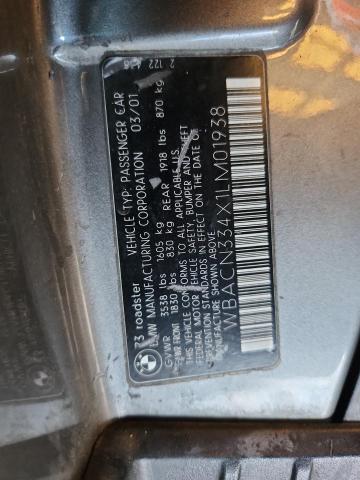 Z3 roadster VEHICLE TYPE: PASSENGER CAR
BMW MANUFACTURING CORPORATION 03/01
GVWR 3538 lbs 1605 kg
GAWR FRONT 1830 lbs 830 kg REAR 1918 lbs 870 kg
THIS VEHICLE CONFORMS TO ALL APPLICABLE U.S.
FEDERAL MOTOR VEHICLE SAFETY, BUMPER AND THEFT
PREVENTION STANDARDS IN EFFECT ON THE DATE OF
MANUFACTURE SHOWN ABOVE.
WBACN334X1LM01938
2 122